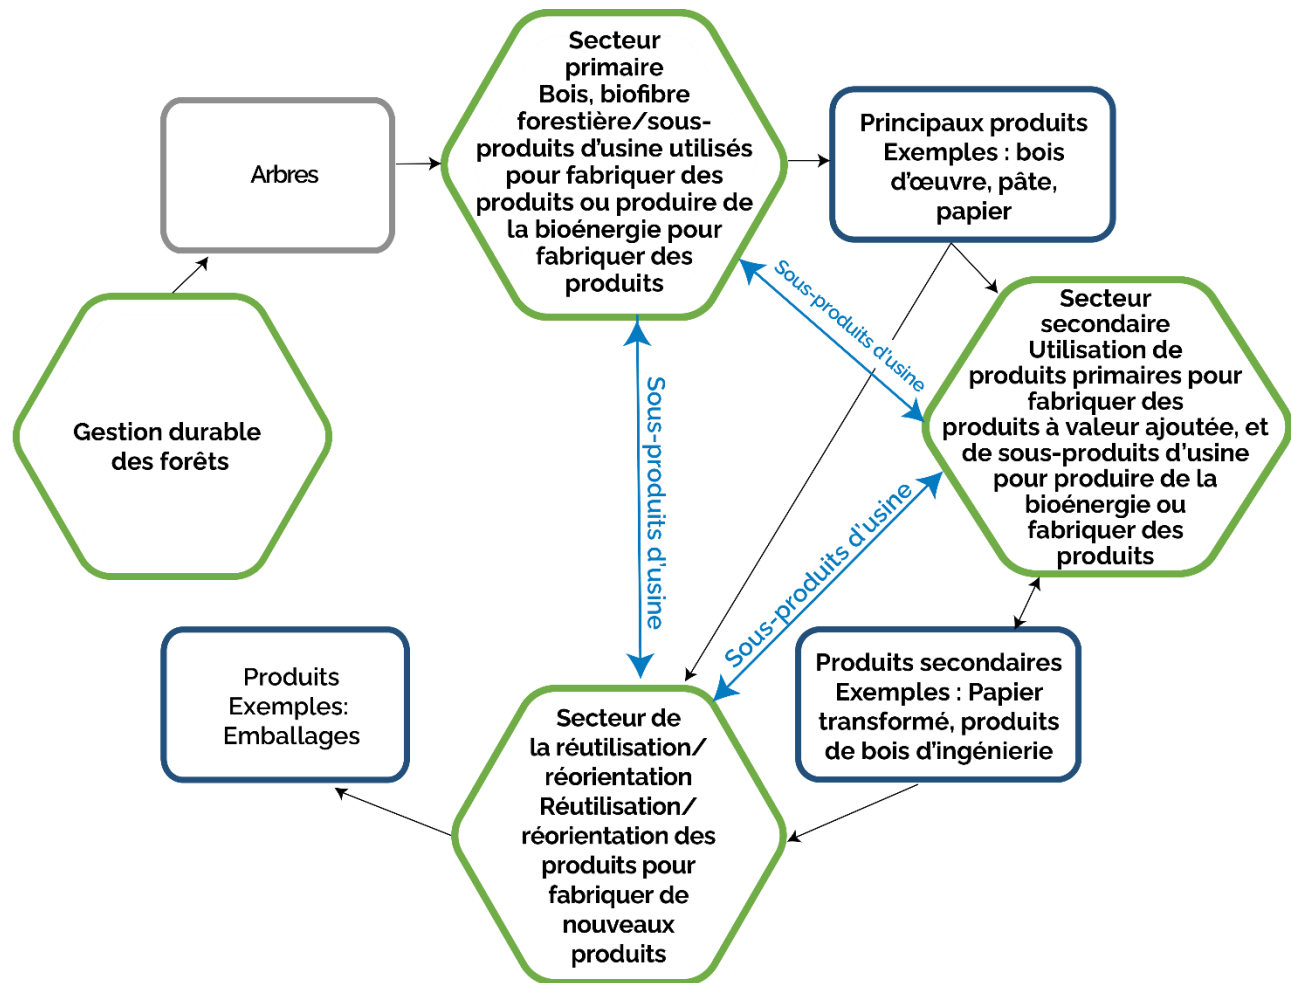 Secteur
primaire
Bois, biofibre
forestière/sous-
produits d'usine utilisés
pour fabriquer des
produits ou produire de
la bioénergie pour
fabriquer des
produits
Arbres
Principaux produits
Exemples : bois
d'œuvre, pâte,
papier
Gestion durable
des forêts
Sous-produits d'usine
Sous-produits d'usine
Sous-produits d'usine
Secteur
secondaire
Utilisation de
produits primaires pour
fabriquer des
produits à valeur ajoutée, et
de sous-produits d'usine
pour produire de la
bioénergie ou
fabriquer des
produits
Produits
Exemples:
Emballages
Secteur de
la réutilisation/
réorientation
Réutilisation/
réorientation des
produits pour
fabriquer de
nouveaux
produits
Produits secondaires
Exemples : Papier
transformé, produits
de bois d'ingénierie